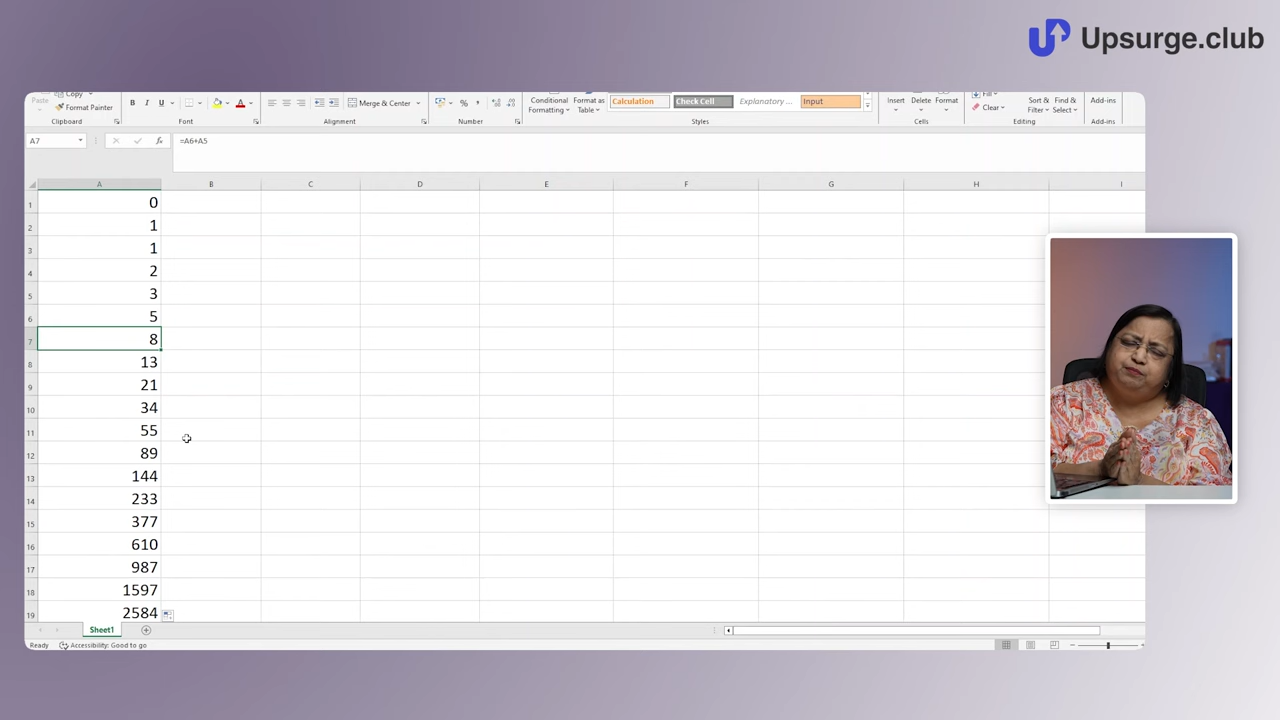 Upsurge.club
Paste Copy Format Painter
B I U Merge & Center % , Conditional Formatting Format as Table Calculation Check Cell Explanatory ... Input Insert Delete Format Fill Clear Sort & Filter Find & Select Add-ins
Clipboard Font Alignment Number Styles Cells Editing Add-ins
A7 fx =A6+A5
A B C D E F G H I
1 0
2 1
3 1
4 2
5 3
6 5
7 8
8 13
9 21
10 34
11 55
12 89
13 144
14 233
15 377
16 610
17 987
18 1597
19 2584
Sheet1
Ready Accessibility: Good to go